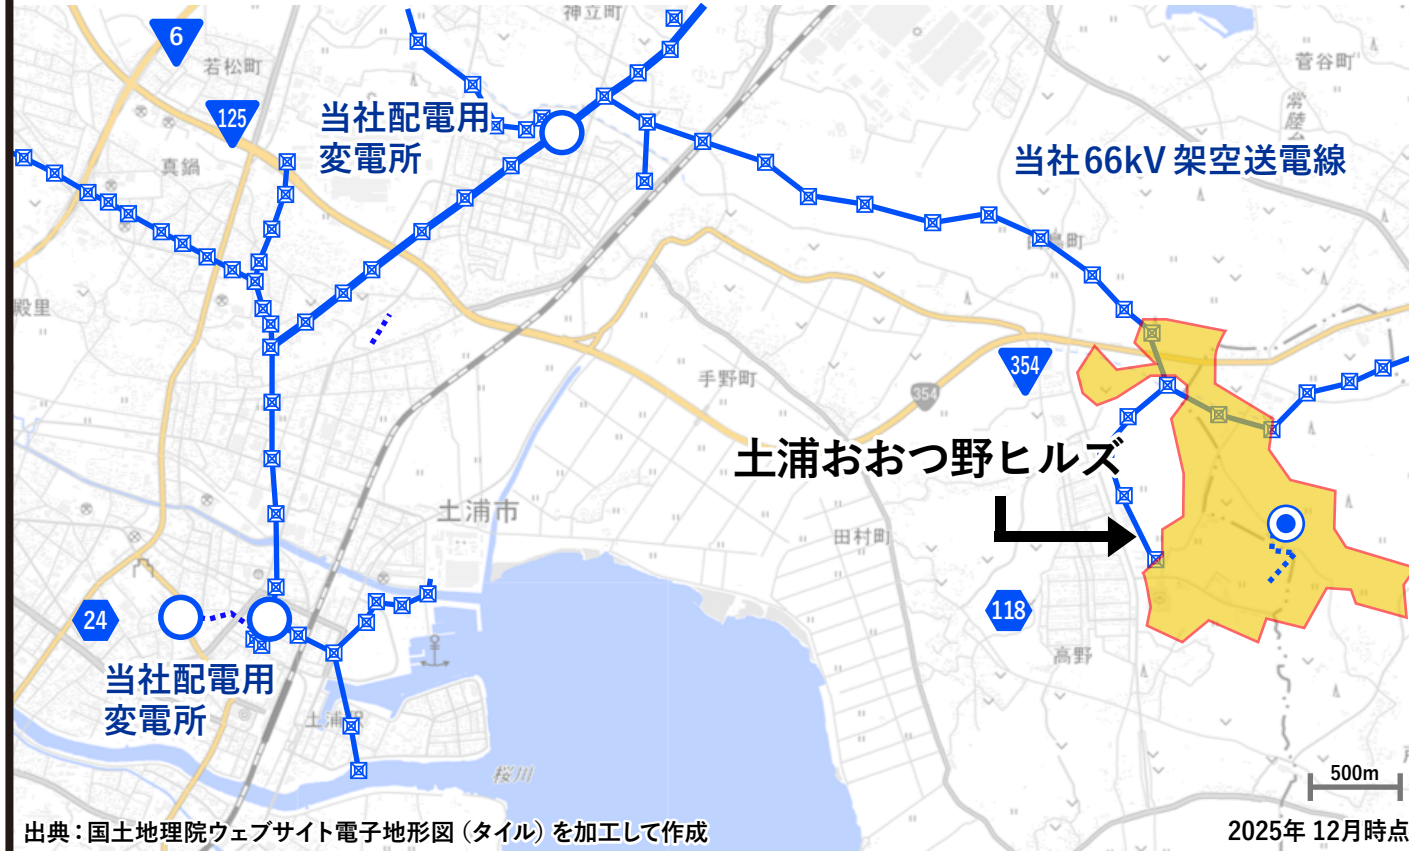 神立町
6
若松町
菅谷町
125
当社配電用
変電所
当社66kV架空送電線
真鍋
殿里
354
手野町
354
土浦おおつ野ヒルズ
土浦市
田村町
24
118
高野
当社配電用
変電所
桜川
500m
出典：国土地理院ウェブサイト電子地形図（タイル）を加工して作成
2025年 12月時点